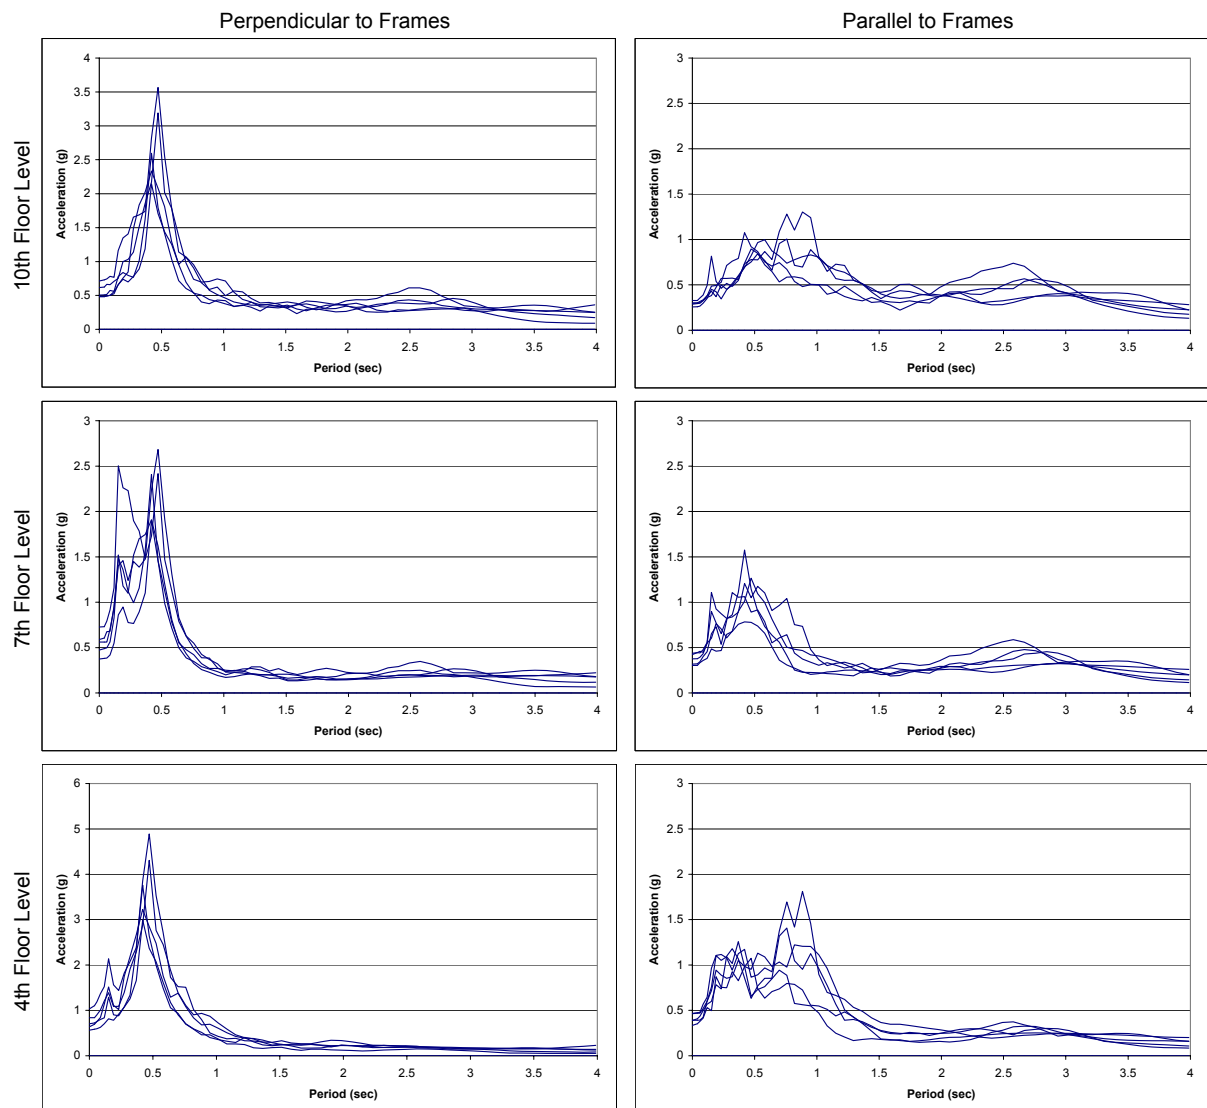 Perpendicular to Frames
Parallel to Frames
10th Floor Level
4
3.5
3
2.5
2
1.5
1
0.5
0
Acceleration (g)
0 0.5 1 1.5 2 2.5 3 3.5 4
Period (sec)
3
2.5
2
1.5
1
0.5
0
Acceleration (g)
0 0.5 1 1.5 2 2.5 3 3.5 4
Period (sec)
7th Floor Level
3
2.5
2
1.5
1
0.5
0
Acceleration (g)
0 0.5 1 1.5 2 2.5 3 3.5 4
Period (sec)
3
2.5
2
1.5
1
0.5
0
Acceleration (g)
0 0.5 1 1.5 2 2.5 3 3.5 4
Period (sec)
4th Floor Level
6
5
4
3
2
1
0
Acceleration (g)
0 0.5 1 1.5 2 2.5 3 3.5 4
Period (sec)
3
2.5
2
1.5
1
0.5
0
Acceleration (g)
0 0.5 1 1.5 2 2.5 3 3.5 4
Period (sec)